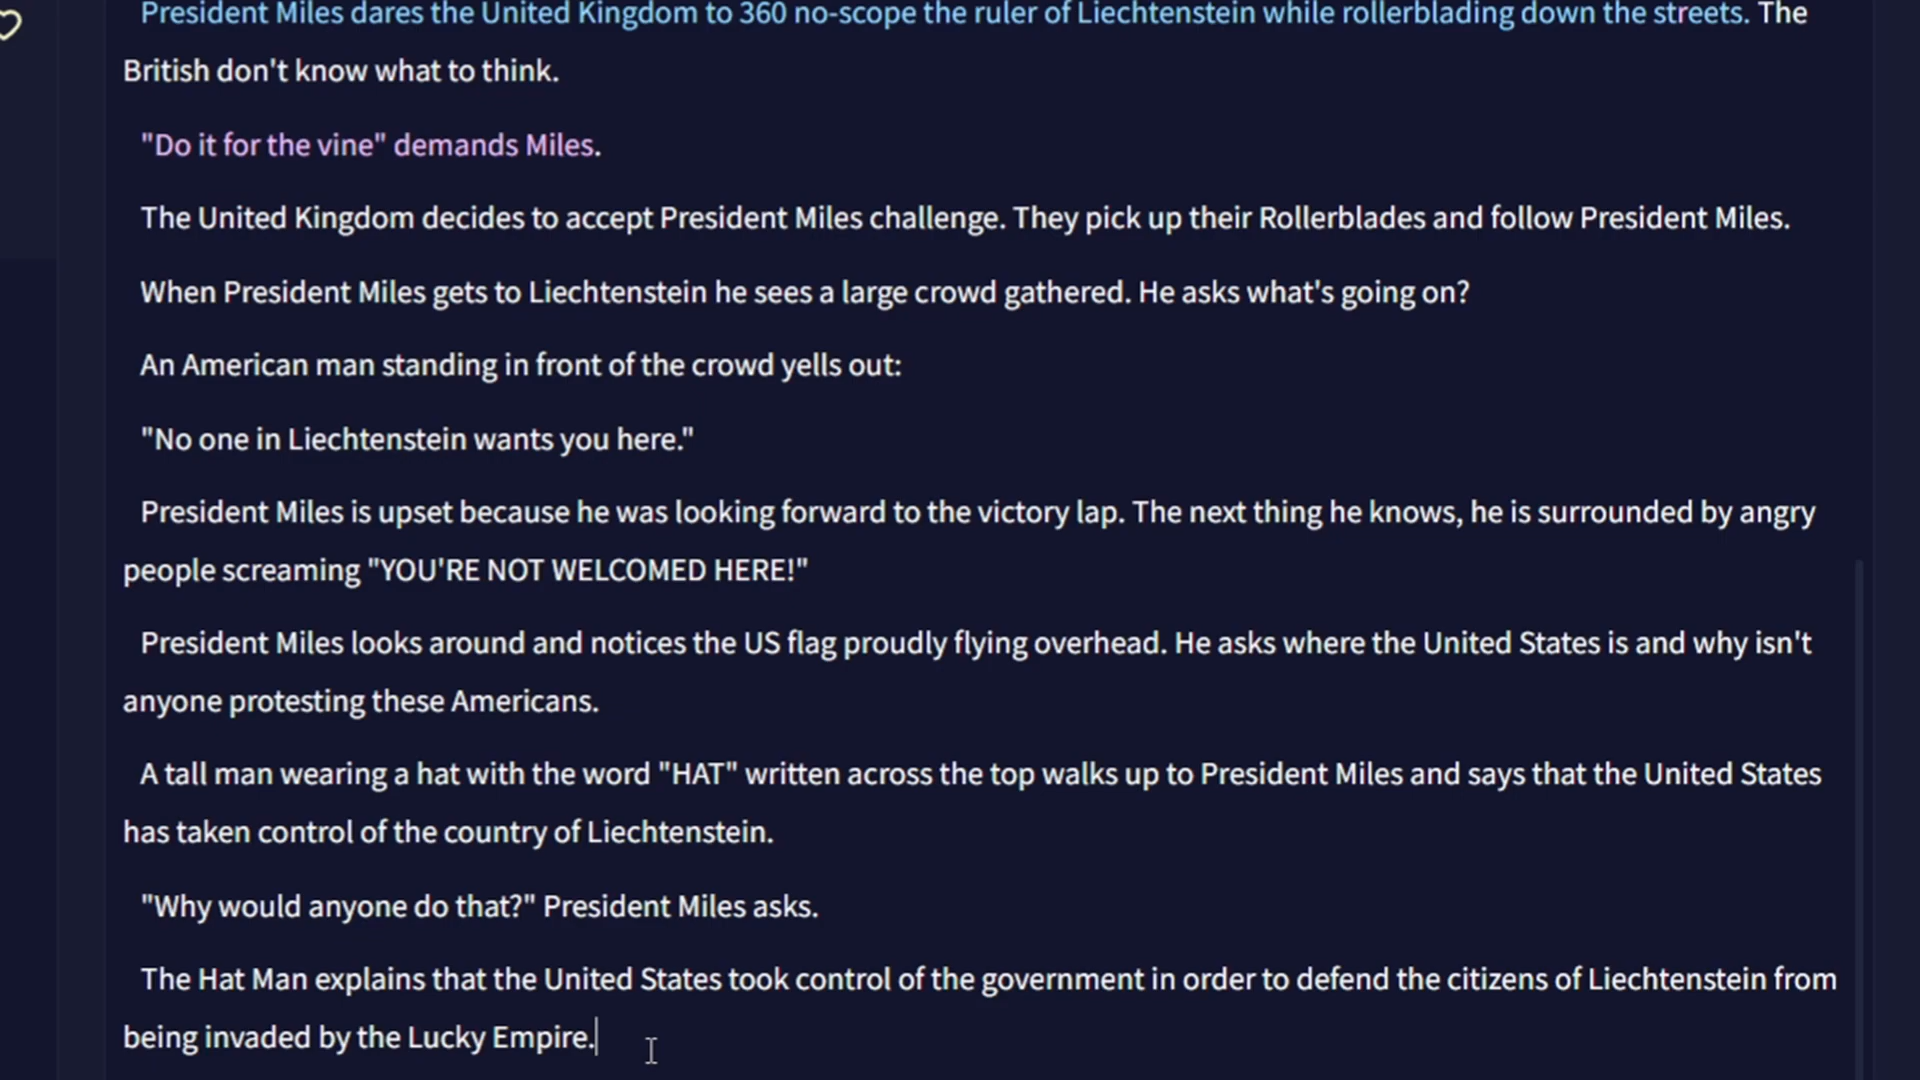 President Miles dares the United Kingdom to 360 no-scope the ruler of Liechtenstein while rollerblading down the streets. The
British don't know what to think.
"Do it for the vine" demands Miles.
The United Kingdom decides to accept President Miles challenge. They pick up their Rollerblades and follow President Miles.
When President Miles gets to Liechtenstein he sees a large crowd gathered. He asks what's going on?
An American man standing in front of the crowd yells out:
"No one in Liechtenstein wants you here."
President Miles is upset because he was looking forward to the victory lap. The next thing he knows, he is surrounded by angry
people screaming "YOU'RE NOT WELCOMED HERE!"
President Miles looks around and notices the US flag proudly flying overhead. He asks where the United States is and why isn't
anyone protesting these Americans.
A tall man wearing a hat with the word "HAT" written across the top walks up to President Miles and says that the United States
has taken control of the country of Liechtenstein.
"Why would anyone do that?" President Miles asks.
The Hat Man explains that the United States took control of the government in order to defend the citizens of Liechtenstein from
being invaded by the Lucky Empire.